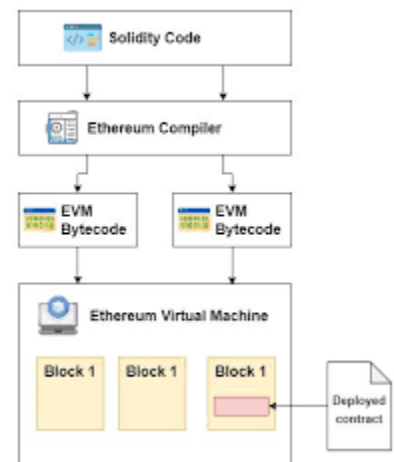 Solidity Code
Ethereum Compiler
EVM
Bytecode
EVM
Bytecode
Ethereum Virtual Machine
Block 1
Block 1
Block 1
Deployed
contract